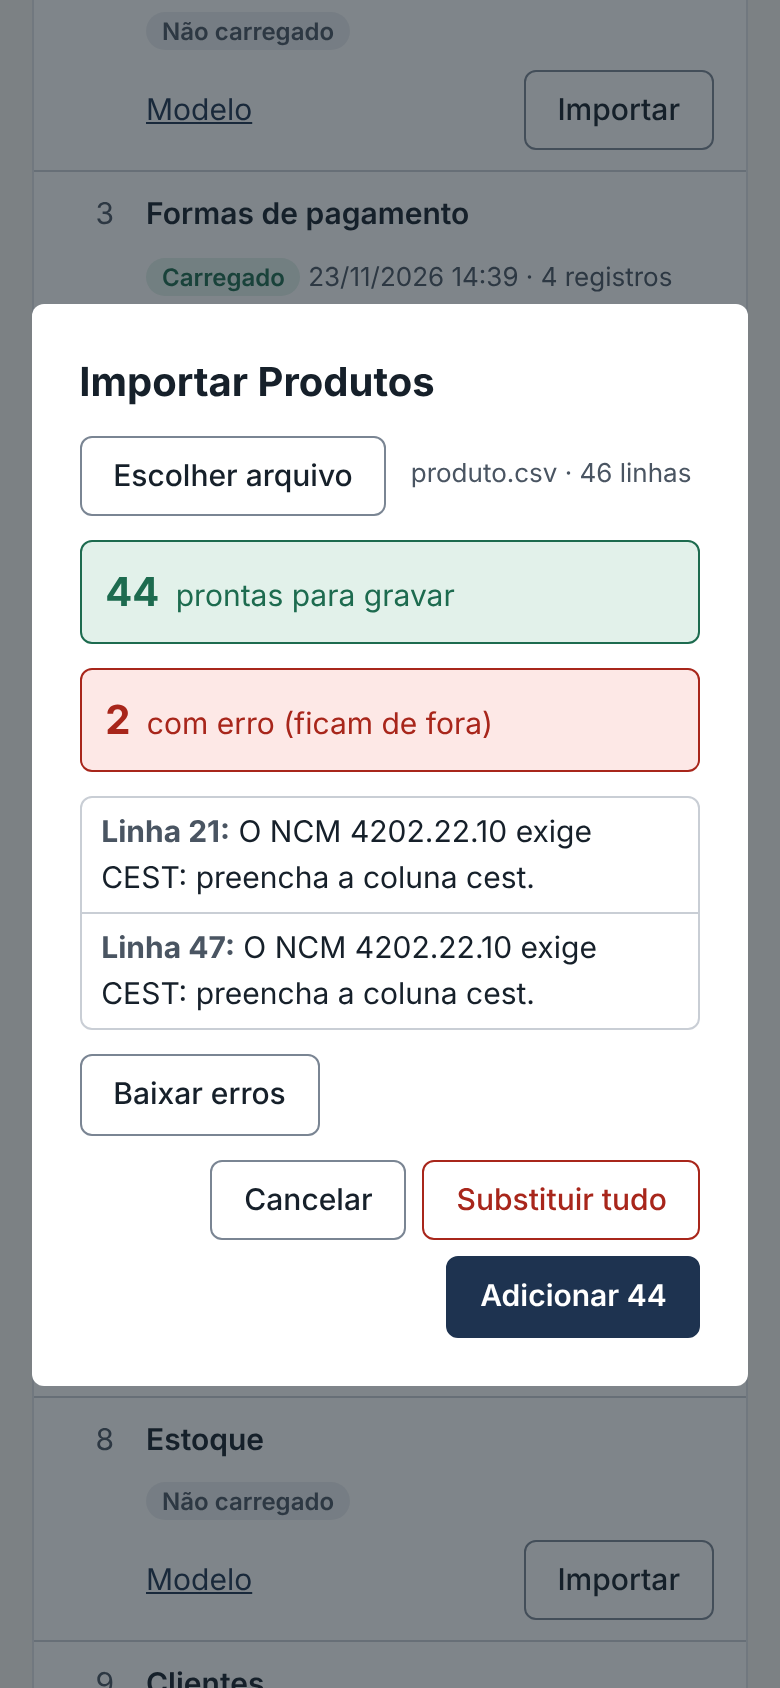 Não carregado
Modelo
Importar
3 Formas de pagamento
Carregado 23/11/2026 14:39 · 4 registros
Importar Produtos
Escolher arquivo
produto.csv · 46 linhas
44 prontas para gravar
2 com erro (ficam de fora)
Linha 21: O NCM 4202.22.10 exige
CEST: preencha a coluna cest.
Linha 47: O NCM 4202.22.10 exige
CEST: preencha a coluna cest.
Baixar erros
Cancelar
Substituir tudo
Adicionar 44
8 Estoque
Não carregado
Modelo
Importar
9 Clientes